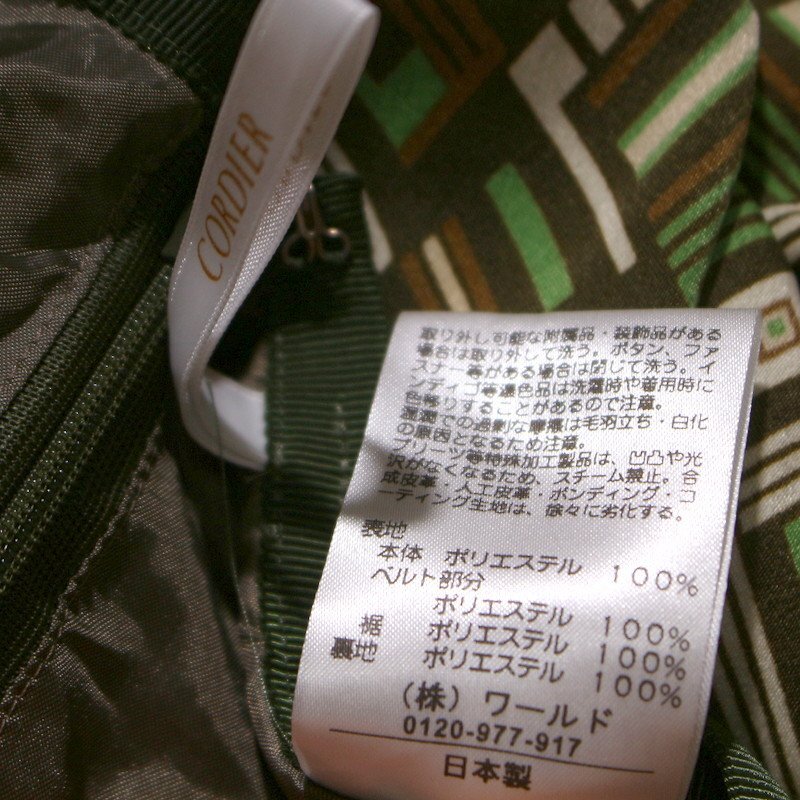 CORDIER
取り外し可能な附属品・装飾品がある
場合は取り外して洗う。ボタン、ファ
スナー等がある場合は閉じて洗う。イ
ンディゴ等濃色品は洗濯時や着用時に
色移りすることがあるので注意。
濃濃での過剰な摩擦は毛羽立ち・白化
の原因となるため注意。
プリーツ等特殊加工製品は、凹凸や光
沢がなくなるため、スチーム禁止。合
成皮革・人工皮革・ボンディング・コ
ーティング生地は、徐々に劣化する。
表地
本体 ポリエステル 100%
ベルト部分
ポリエステル 100%
裾 ポリエステル 100%
裏地 ポリエステル 100%
(株) ワールド
0120-977-917
日本製